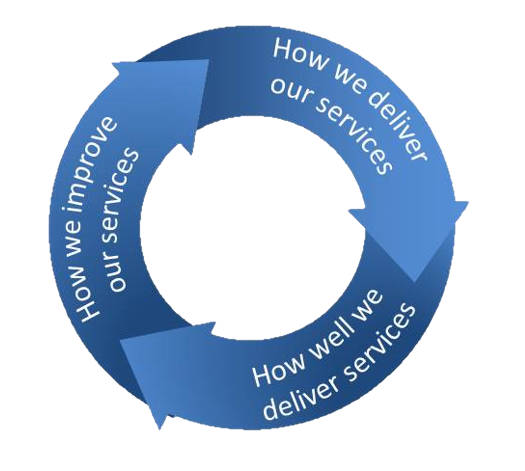 How we deliver
our services
How well we
deliver services
How we improve
our services